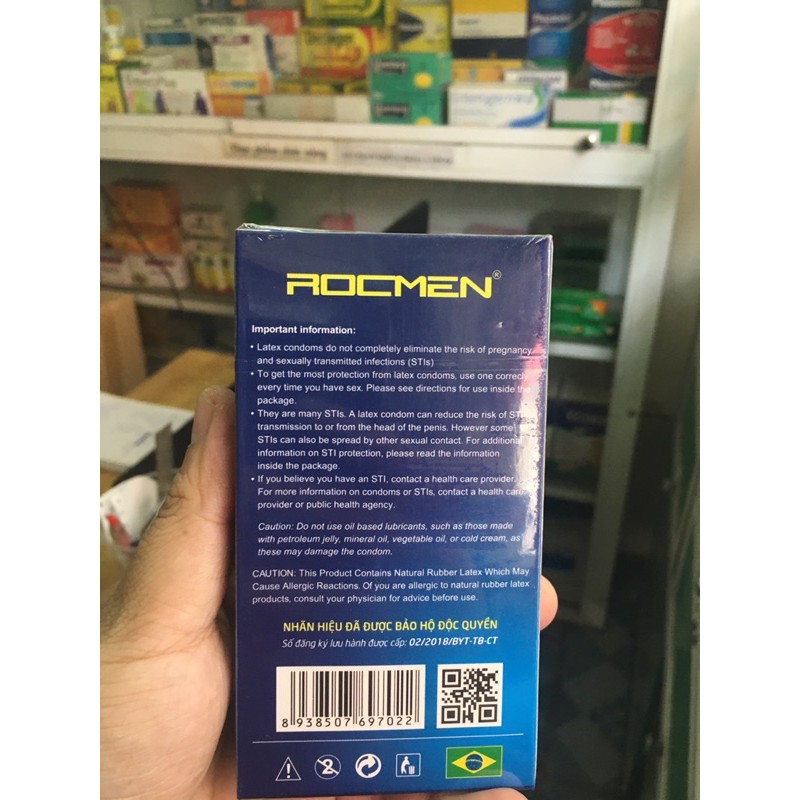 ROCMEN®
Important information:
• Latex condoms do not completely eliminate the risk of pregnancy
and sexually transmitted infections (STIs)
• To get the most protection from latex condoms, use one correctly
every time you have sex. Please see directions for use inside the
package.
• They are many STIs. A latex condom can reduce the risk of STI
transmission to or from the head of the penis. However some
STIs can also be spread by other sexual contact. For additional
information on STI protection, please read the information
inside the package.
• If you believe you have an STI, contact a health care provider.
For more information on condoms or STIs, contact a health care
provider or public health agency.
Caution: Do not use oil based lubricants, such as those made
with petroleum jelly, mineral oil, vegetable oil, or cold cream, as
these may damage the condom.
CAUTION: This Product Contains Natural Rubber Latex Which May
Cause Allergic Reactions. Of you are allergic to natural rubber latex
products, consult your physician for advice before use.
NHÃN HIỆU ĐÃ ĐƯỢC BẢO HỘ ĐỘC QUYỀN
Số đăng ký lưu hành được cấp: 02/2018/BYT-TB-CT
8 938507 697022
2